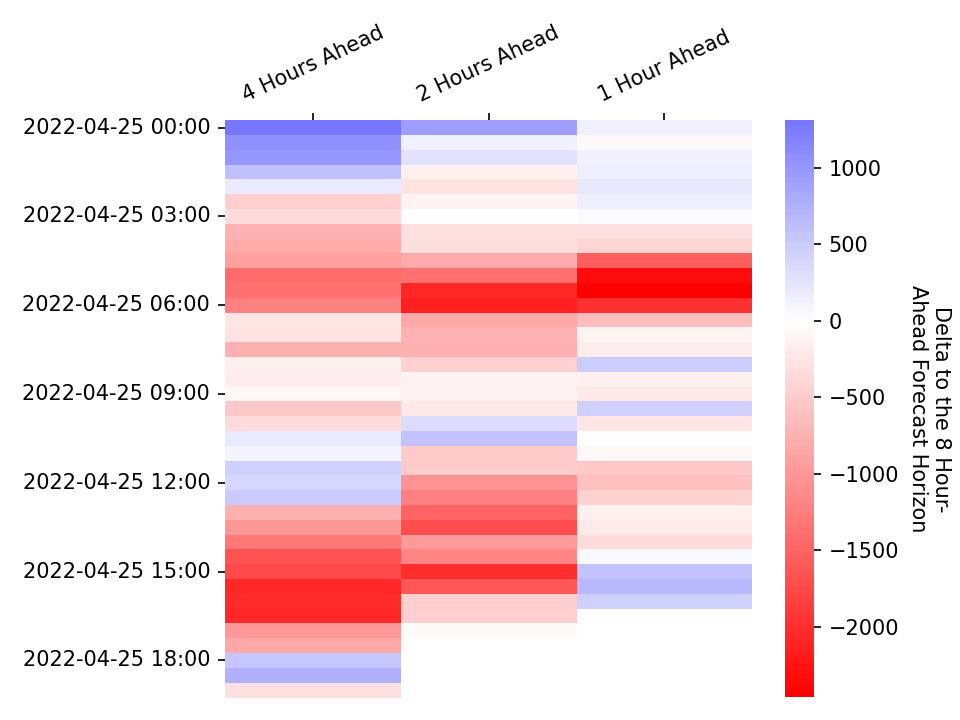 4 Hours Ahead
2 Hours Ahead
1 Hour Ahead
2022-04-25 00:00
2022-04-25 03:00
2022-04-25 06:00
2022-04-25 09:00
2022-04-25 12:00
2022-04-25 15:00
2022-04-25 18:00
1000
500
0
−500
−1000
−1500
−2000
Delta to the 8 Hour-
Ahead Forecast Horizon